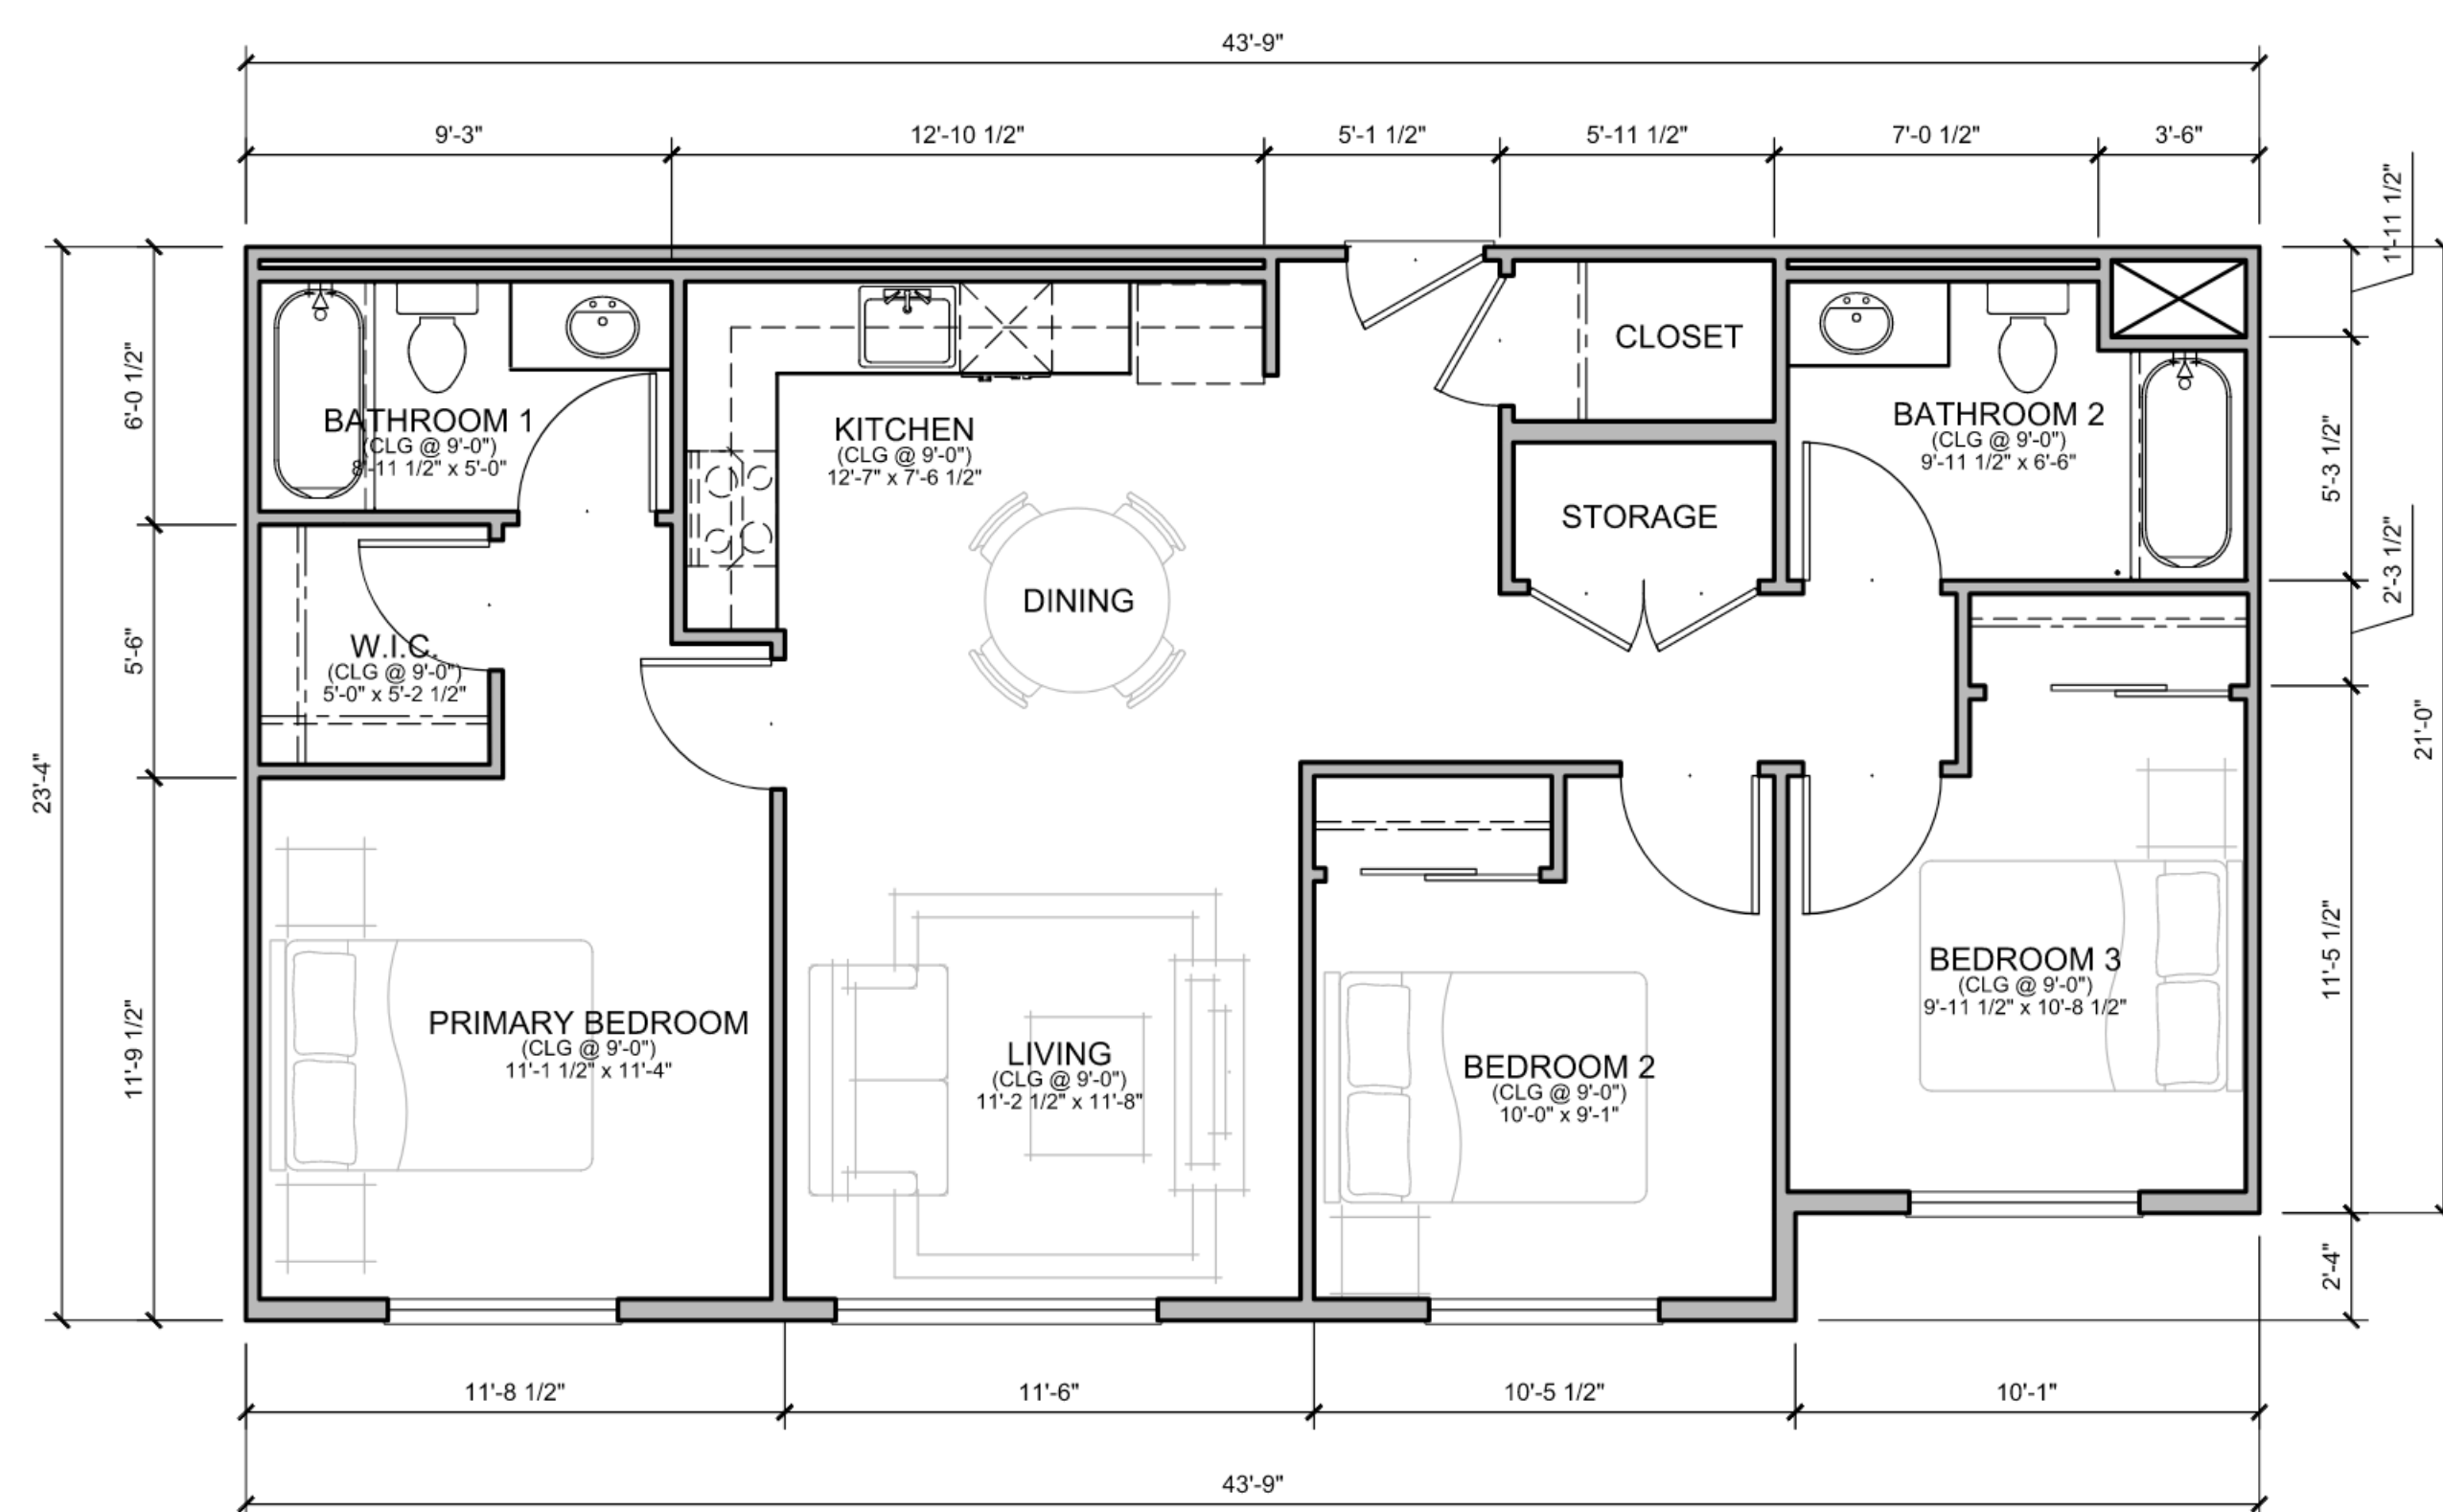 43'-9"
9'-3"
12'-10 1/2"
5'-1 1/2"
5'-11 1/2"
7'-0 1/2"
3'-6"
1'-11 1/2"
6'-0 1/2"
5'-6"
11'-9 1/2"
23'-4"
BATHROOM 1
(CLG @ 9'-0")
8'-11 1/2" x 5'-0"
KITCHEN
(CLG @ 9'-0")
12'-7" x 7'-6 1/2"
CLOSET
STORAGE
BATHROOM 2
(CLG @ 9'-0")
9'-11 1/2" x 6'-6"
DINING
W.I.C.
(CLG @ 9'-0")
5'-0" x 5'-2 1/2"
PRIMARY BEDROOM
(CLG @ 9'-0")
11'-1 1/2" x 11'-4"
LIVING
(CLG @ 9'-0")
11'-2 1/2" x 11'-8"
BEDROOM 2
(CLG @ 9'-0")
10'-0" x 9'-1"
BEDROOM 3
(CLG @ 9'-0")
9'-11 1/2" x 10'-8 1/2"
5'-3 1/2"
2'-3 1/2"
21'-0"
11'-5 1/2"
2'-4"
11'-8 1/2"
11'-6"
10'-5 1/2"
10'-1"
43'-9"